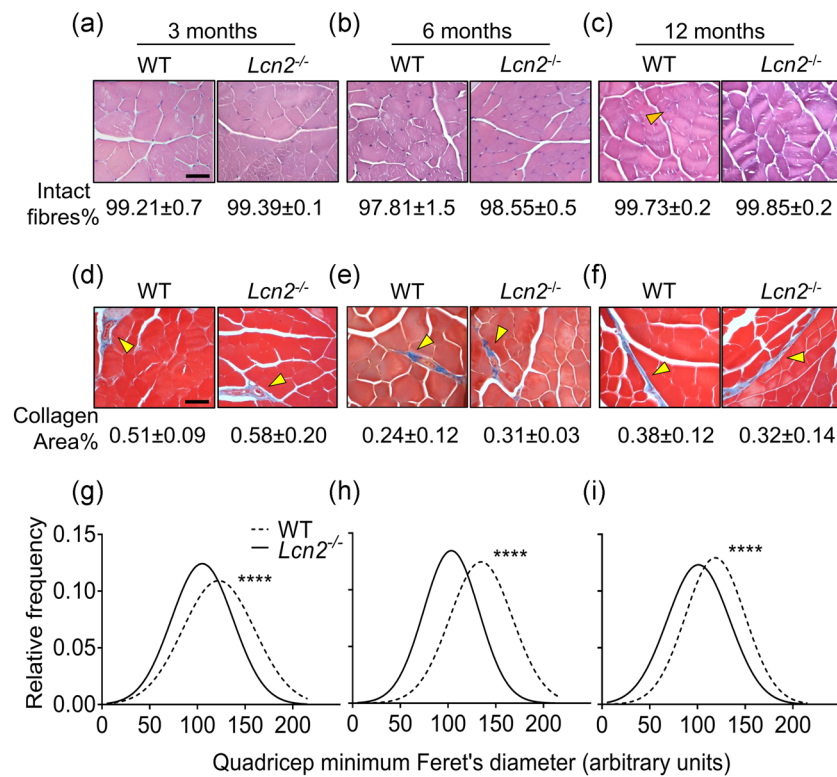 (a) (b) (c)
3 months 6 months 12 months
WT Lcn2-/- WT Lcn2-/- WT Lcn2-/-
Intact
fibres% 99.21±0.7 99.39±0.1 97.81±1.5 98.55±0.5 99.73±0.2 99.85±0.2
(d) (e) (f)
WT Lcn2-/- WT Lcn2-/- WT Lcn2-/-
Collagen
Area% 0.51±0.09 0.58±0.20 0.24±0.12 0.31±0.03 0.38±0.12 0.32±0.14
(g) (h) (i)
Relative frequency
0.15
0.10
0.05
0.00
WT
Lcn2-/-
**** **** ****
0 50 100 150 200 0 50 100 150 200 0 50 100 150 200
Quadricep minimum Feret's diameter (arbitrary units)